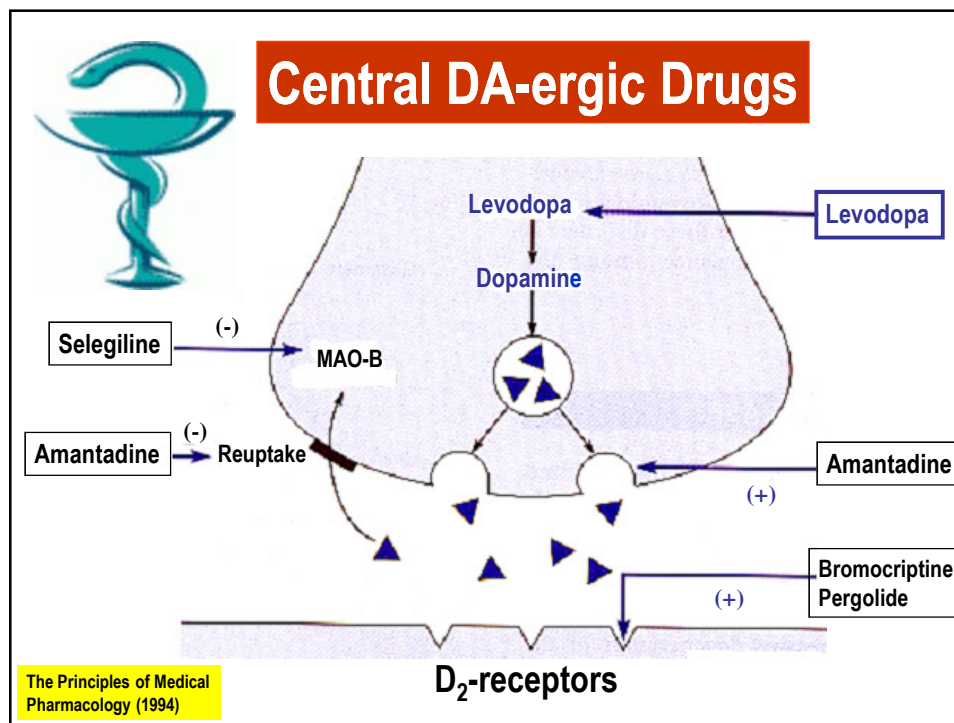 Central DA-ergic Drugs
Levodopa
Levodopa
Dopamine
Selegiline
(-)
MAO-B
Amantadine
(-)
Reuptake
Amantadine
(+)
Bromocriptine
Pergolide
(+)
D₂-receptors
The Principles of Medical
Pharmacology (1994)